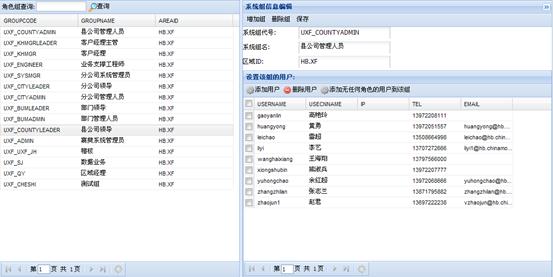 角色组查询: 查询
GROUPCODE GROUPNAME AREAID
UXF_COUNTYADMIN 县公司管理人员 HB.XF
UXF_KHMGRLEADER 客户经理主管 HB.XF
UXF_KHMGR 客户经理 HB.XF
UXF_ENGINEER 业务支撑工程师 HB.XF
UXF_SYSMGR 分公司系统管理员 HB.XF
UXF_CITYLEADER 分公司领导 HB.XF
UXF_CITYADMIN 分公司管理人员 HB.XF
UXF_BUMLEADER 部门领导 HB.XF
UXF_BUMADMIN 部门管理人员 HB.XF
UXF_COUNTYLEADER 县公司领导 HB.XF
UXF_ADMIN 襄樊系统管理员 HB.XF
UXF_UXF_JH 稽核 HB.XF
UXF_SJ 数据业务 HB.XF
UXF_QY 区域经理 HB.XF
UXF_CHESHI 测试组 HB.XF
第 1 页 共 1页
系统组信息编辑
增加组 删除组 保存
系统组代号: UXF_COUNTYADMIN
系统组名: 县公司管理人员
区域ID: HB.XF
设置该组的用户:
添加用户 删除用户 添加无任何角色的用户到该组
USERNAME USECNNAME IP TEL EMAIL
gaoyanlin 高艳玲 13972208111
huangyong 黄勇 13972051557 huangyong@hb....
leichao 雷超 13508664998 leichao@hb.chi...
liyi 李艺 13707272666 liyi1@hb.chinamo...
wanghaixiang 王海翔 13797566000
xiongshubin 13972207777
yuhongchao 余红超 13972068666 yuhongchao@hb...
zhangzhilan 张志兰 13871795882 zhangzhilan@hb...
zhaojun1 赵君 13697222238 vzhaojun@hb.chi...
第 1 页 共 1页